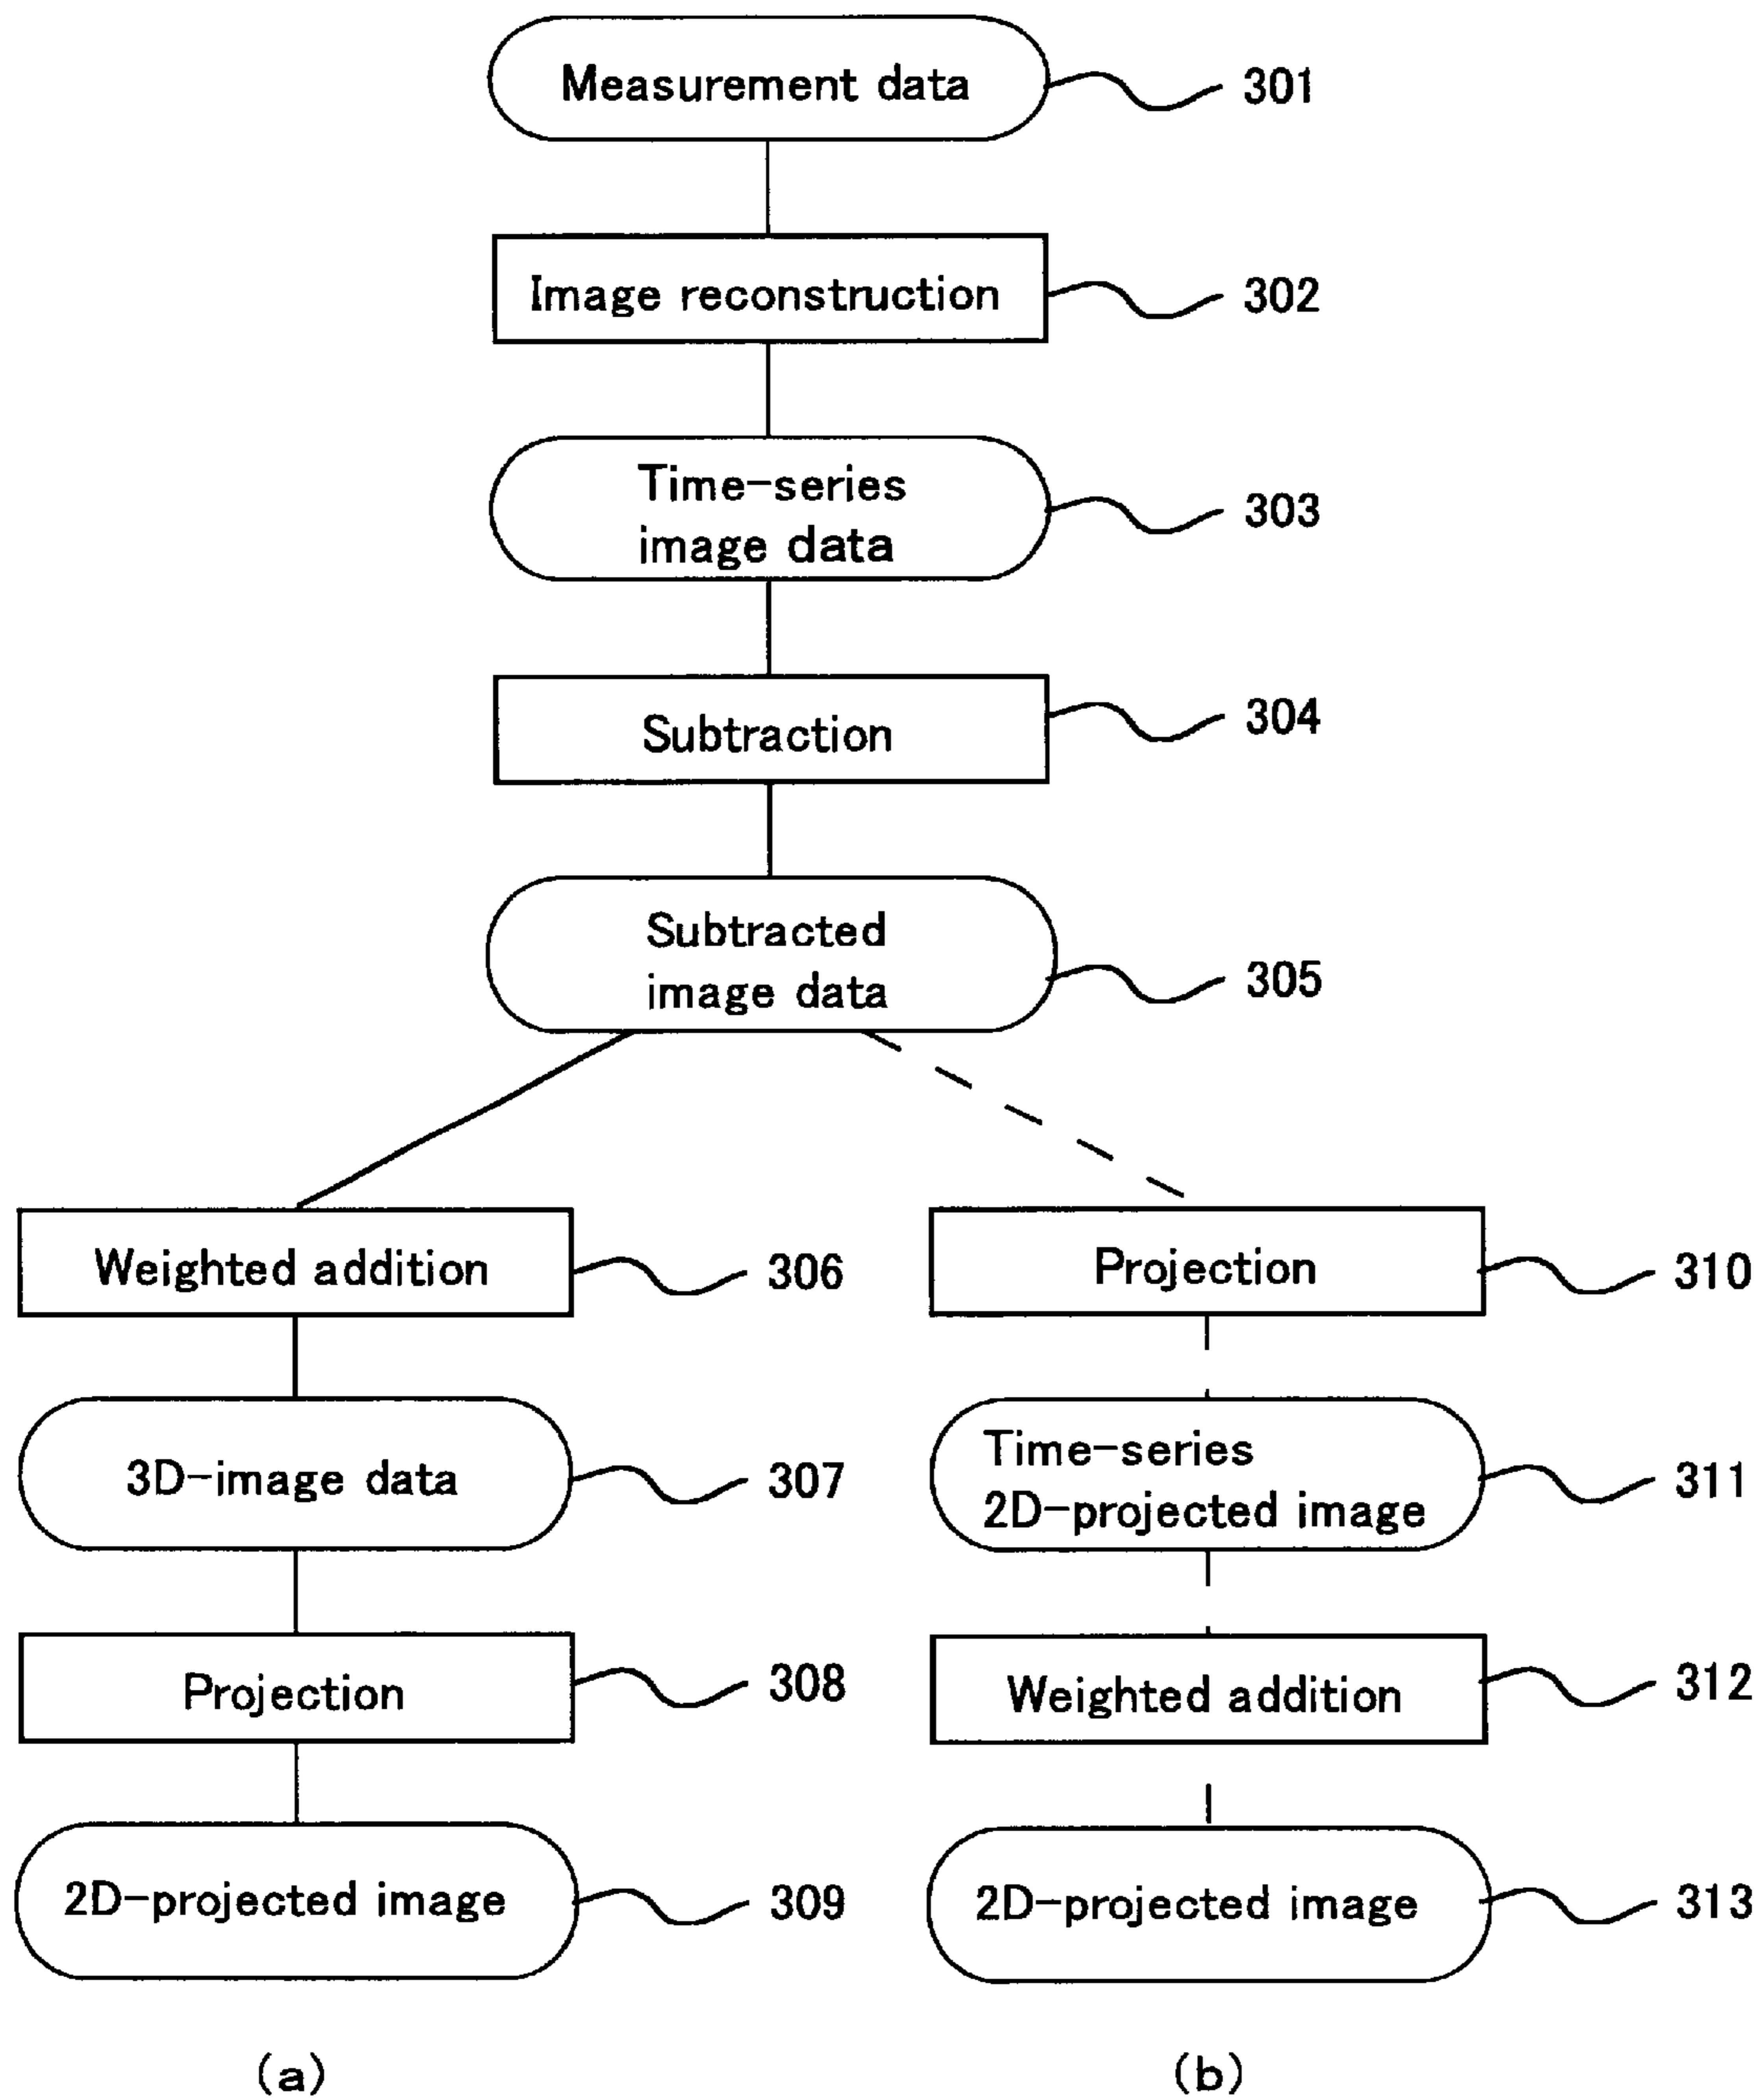 Measurement data
301
Image reconstruction
302
Time-series
image data
303
Subtraction
304
Subtracted
image data
305
Weighted addition
306
3D-image data
307
Projection
308
2D-projected image
309
(a)
Projection
310
Time-series
2D-projected image
311
Weighted addition
312
2D-projected image
313
(b)